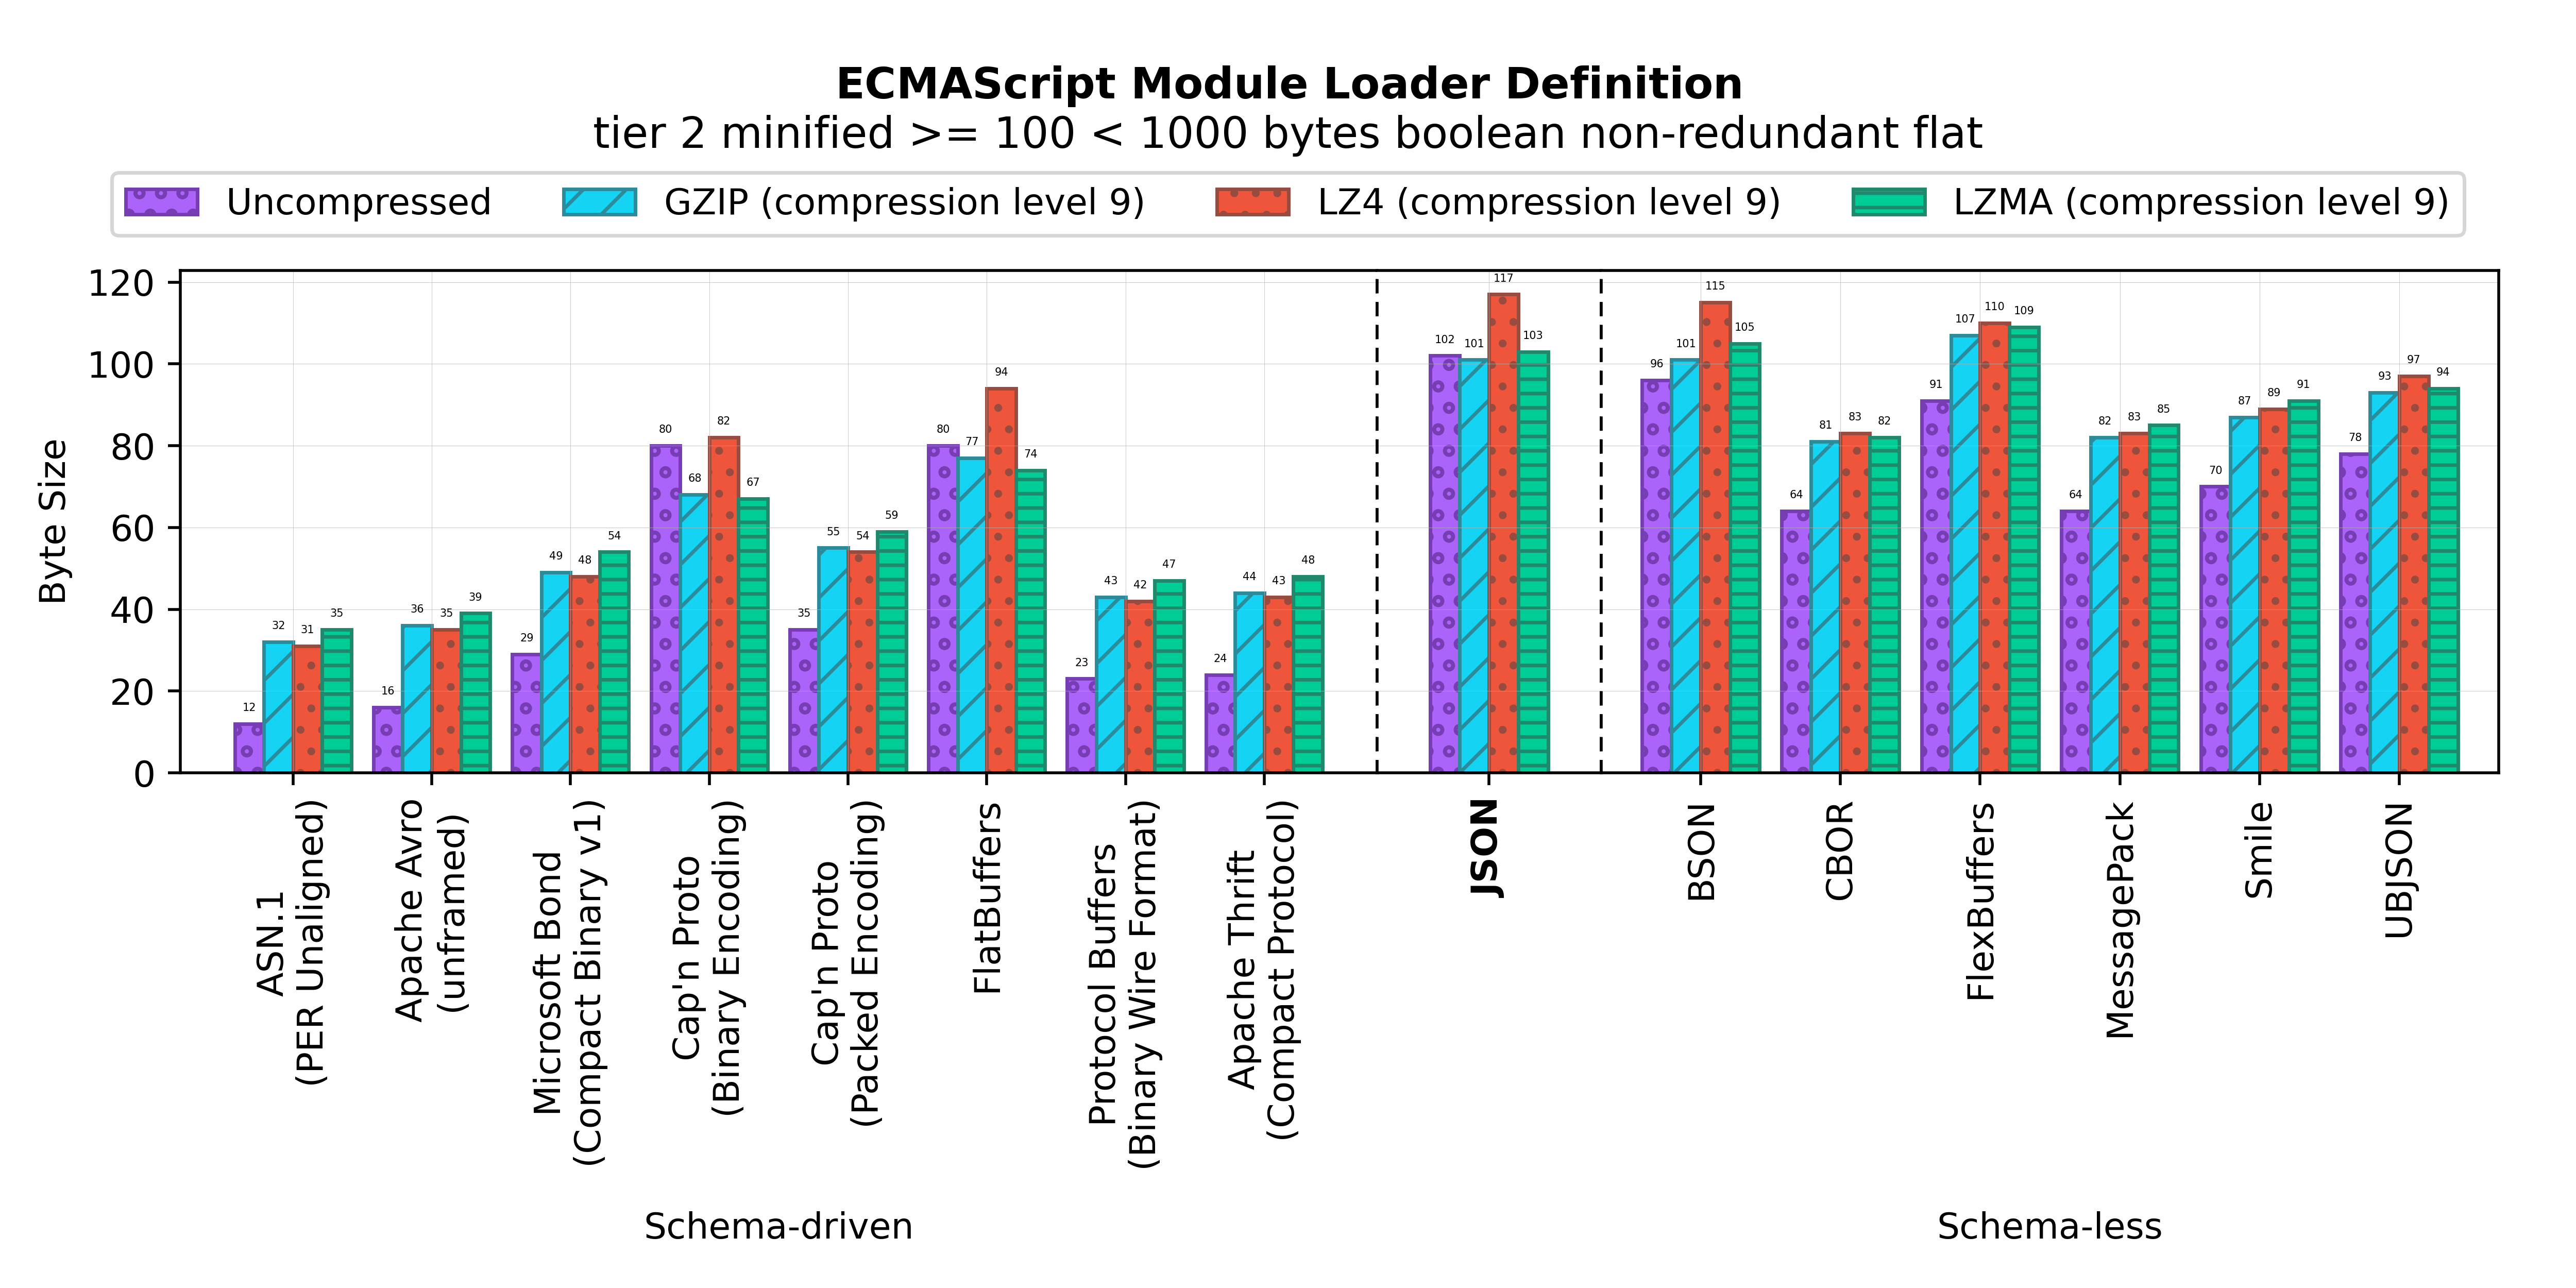 ECMAScript Module Loader Definition
tier 2 minified >= 100 < 1000 bytes boolean non-redundant flat
Uncompressed
GZIP (compression level 9)
LZ4 (compression level 9)
LZMA (compression level 9)
Byte Size
120
100
80
60
40
20
0
12
32
31
35
16
36
35
39
29
49
48
54
80
68
82
67
35
55
54
59
80
77
94
74
23
43
42
47
24
44
43
48
102
101
117
103
96
101
115
105
64
81
83
82
91
107
110
109
64
82
83
85
70
87
89
91
78
93
97
94
ASN.1
(PER Unaligned)
Apache Avro
(unframed)
Microsoft Bond
(Compact Binary v1)
Cap'n Proto
(Binary Encoding)
Cap'n Proto
(Packed Encoding)
FlatBuffers
Protocol Buffers
(Binary Wire Format)
Apache Thrift
(Compact Protocol)
JSON
BSON
CBOR
FlexBuffers
MessagePack
Smile
UBJSON
Schema-driven
Schema-less